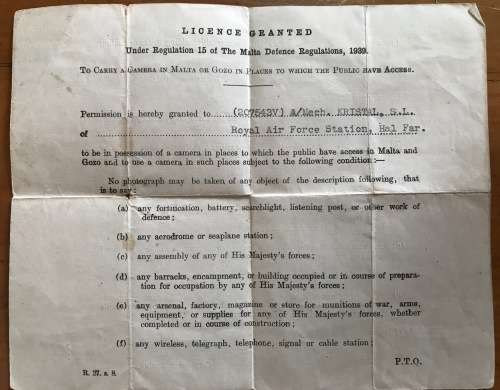 LICENCE GRANTED
Under Regulation 15 of The Malta Defence Regulations, 1939.
TO CARRY A CAMERA IN MALTA OR GOZO IN PLACES TO WHICH THE PUBLIC HAVE ACCESS.
Permission is hereby granted to.....(207543V) A/Mech. KRISTAL, S.L.
of ..... Royal Air Force Station, Hal Far.
to be in possession of a camera in places to which the public have access in Malta and
Gozo and to use a camera in such places subject to the following condition:—
No photograph may be taken of any object of the description following, that
is to say:
(a) any fortification, battery, searchlight, listening post, or other work of
defence;
(b) any aerodrome or seaplane station;
(c) any assembly of any of His Majesty's forces;
(d) any barracks, encampment, or building occupied or in course of prepara-
tion for occupation by any of His Majesty's forces;
(e) any arsenal, factory, magazine or store for munitions of war, arms,
equipment, or supplies for any of His Majesty's forces, whether
completed or in course of construction;
(f) any wireless, telegraph, telephone, signal or cable station;
P.T.O.
R. 27. a. 8.